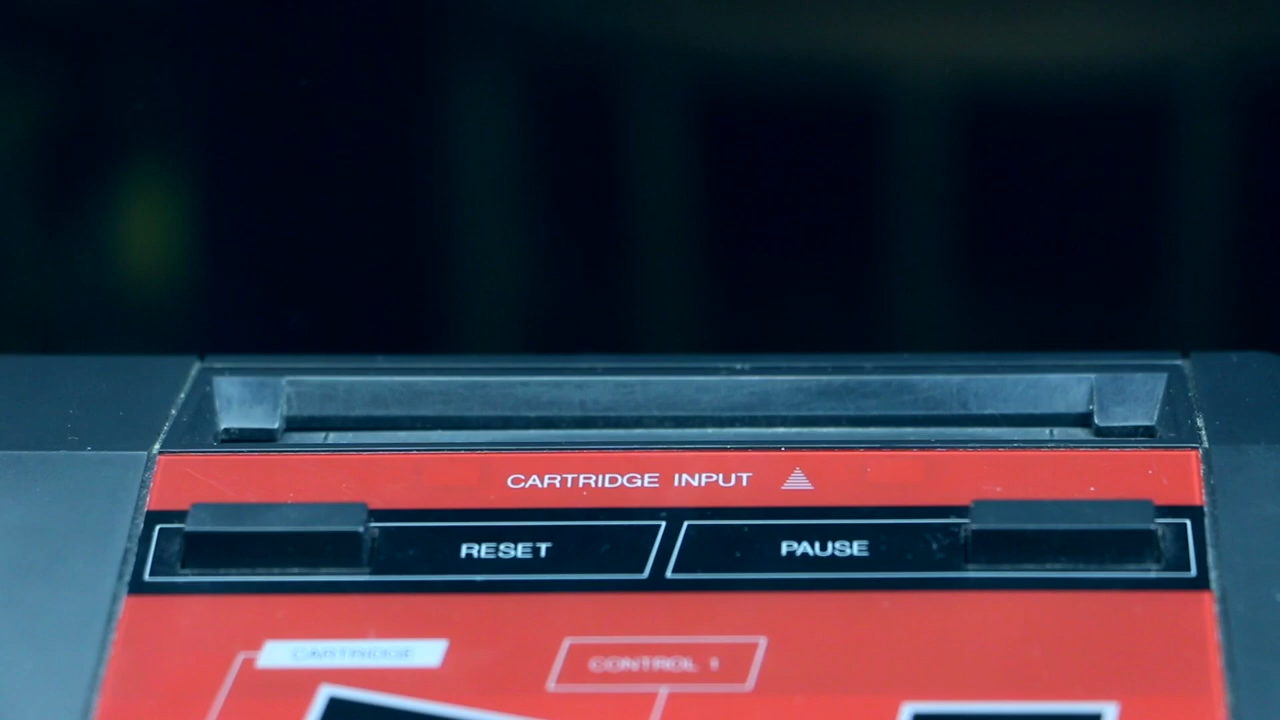 CARTRIDGE INPUT
RESET
PAUSE
CARTRIDGE
CONTROL 1